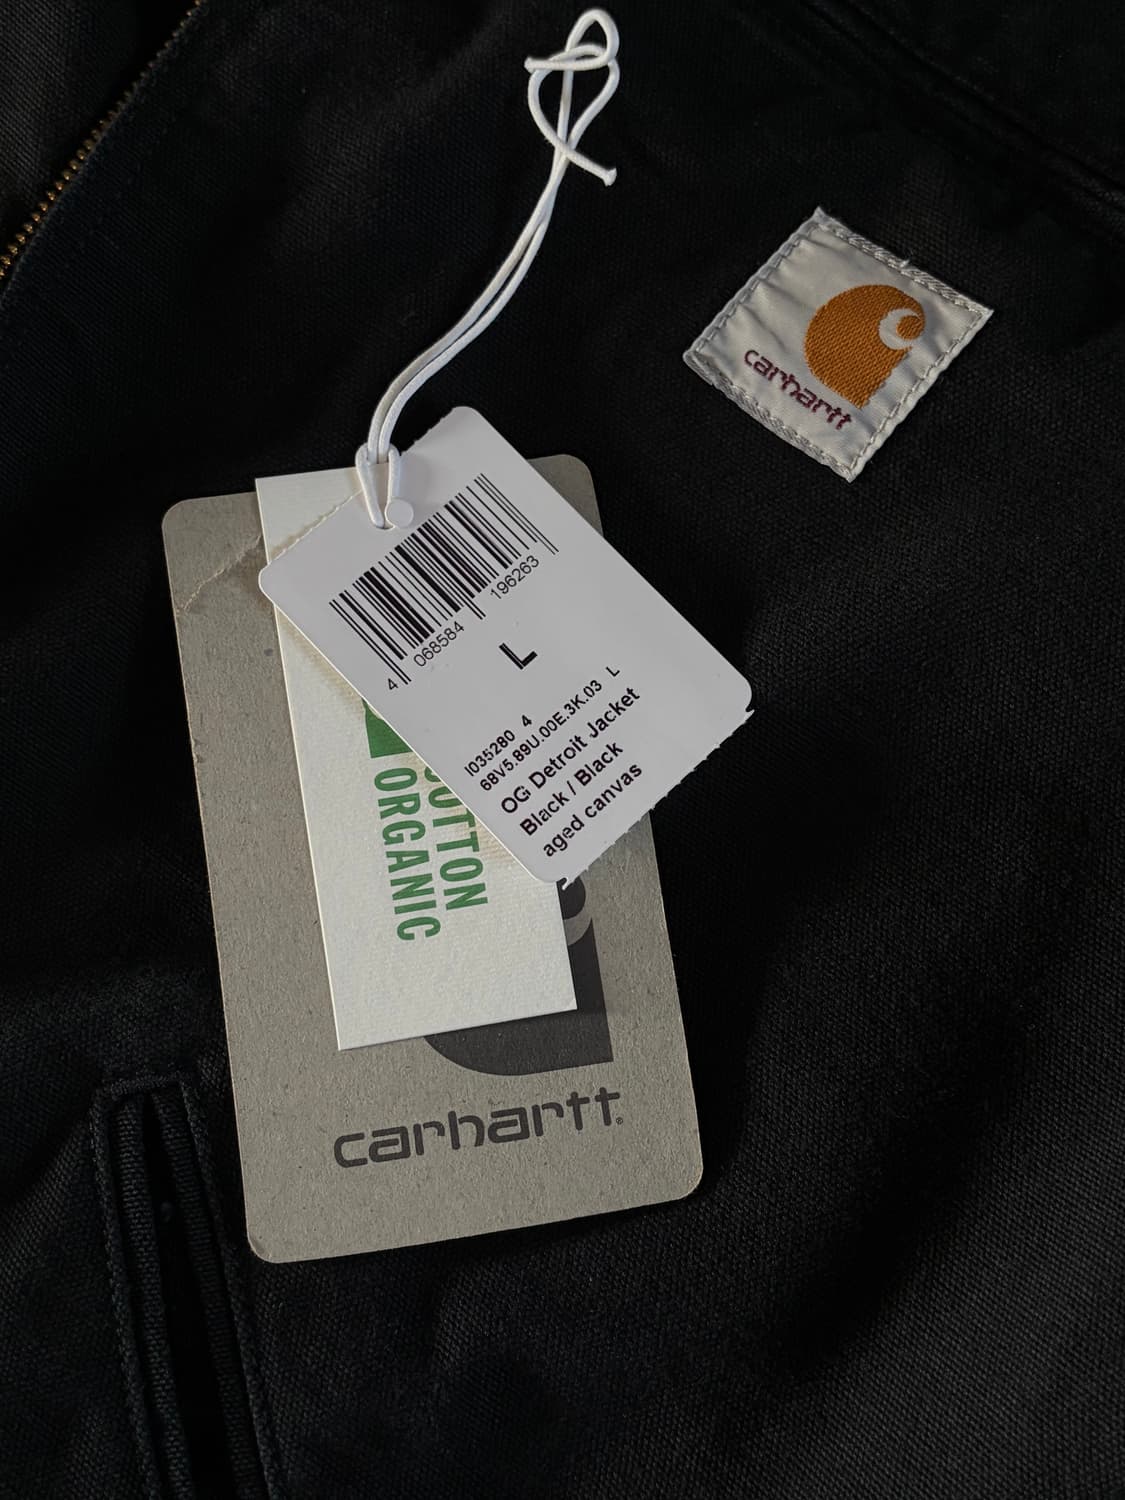 carhartt
4 068584 196263
L
I035280 4
68V5.89U.00E.3K.03 L
OG Detroit Jacket
Black / Black
aged canvas
ORGANIC
COTTON
carhartt®